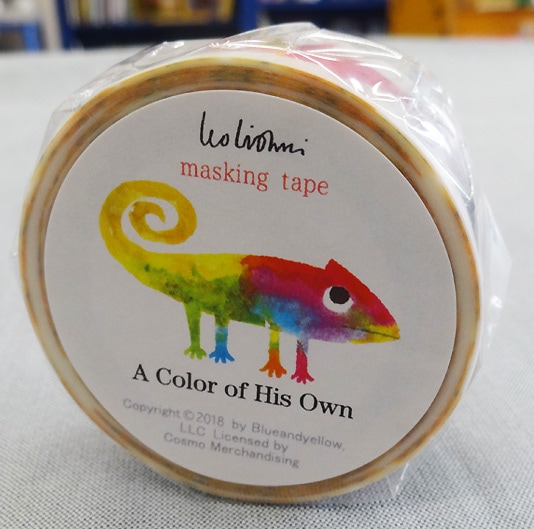 leo lionni
masking tape
A Color of His Own
Copyright ©2018 by Blueandyellow,
LLC Licensed by
Cosmo Merchandising